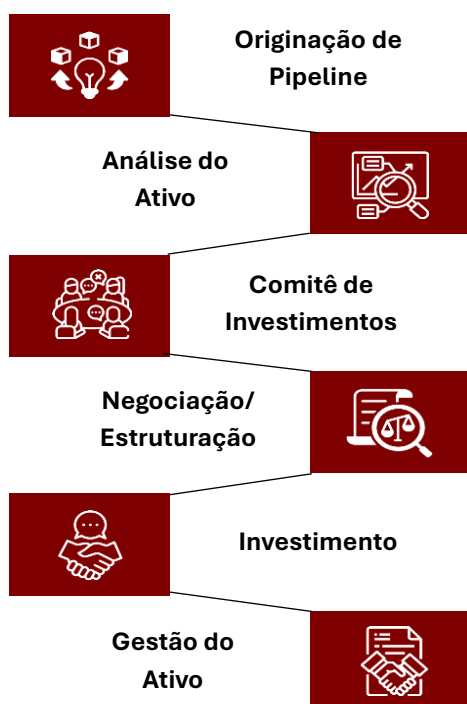 Originação de
Pipeline
Análise do
Ativo
Comitê de
Investimentos
Negociação/
Estruturação
Investimento
Gestão do
Ativo